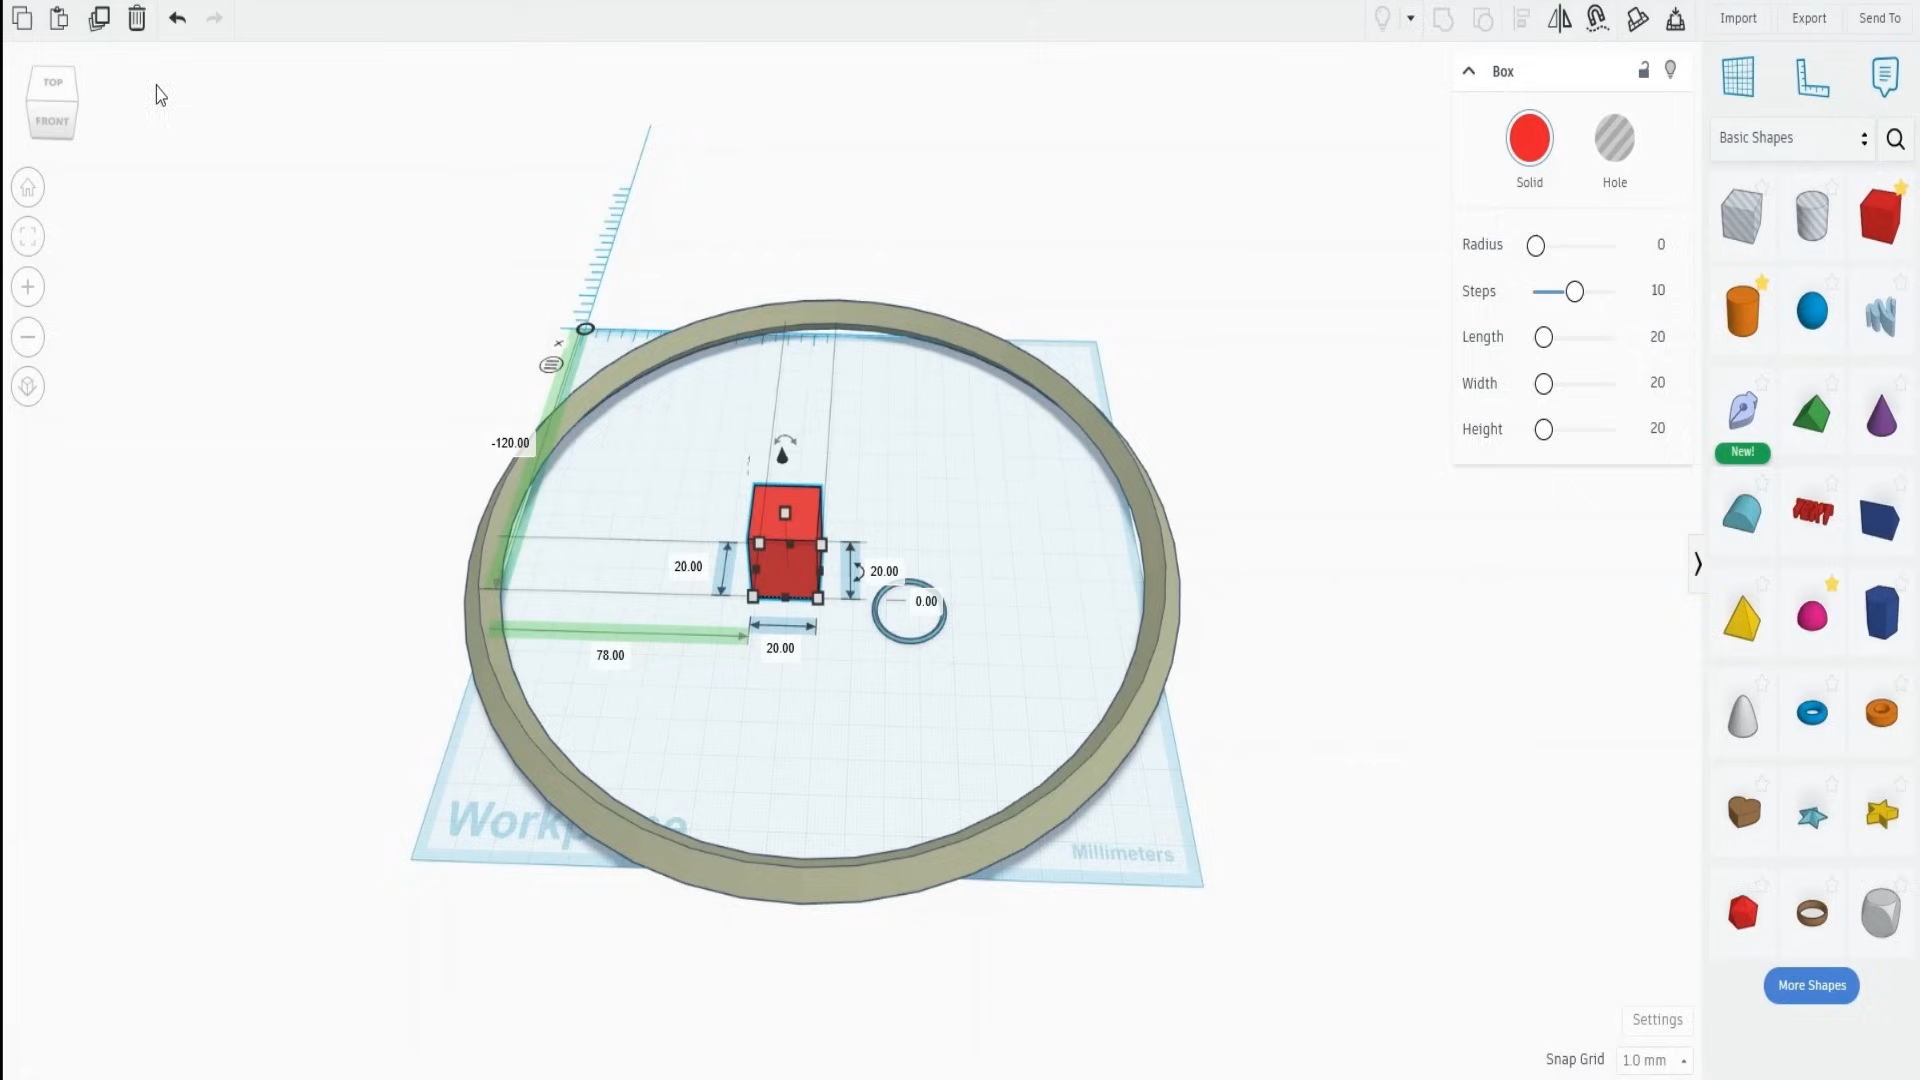 Import
Export
Send To
TOP
FRONT
Box
Solid
Hole
Radius 0
Steps 10
Length 20
Width 20
Height 20
Basic Shapes
New!
TEXT
More Shapes
-120.00
20.00
20.00
0.00
78.00
20.00
Millimeters
Settings
Snap Grid 1.0 mm